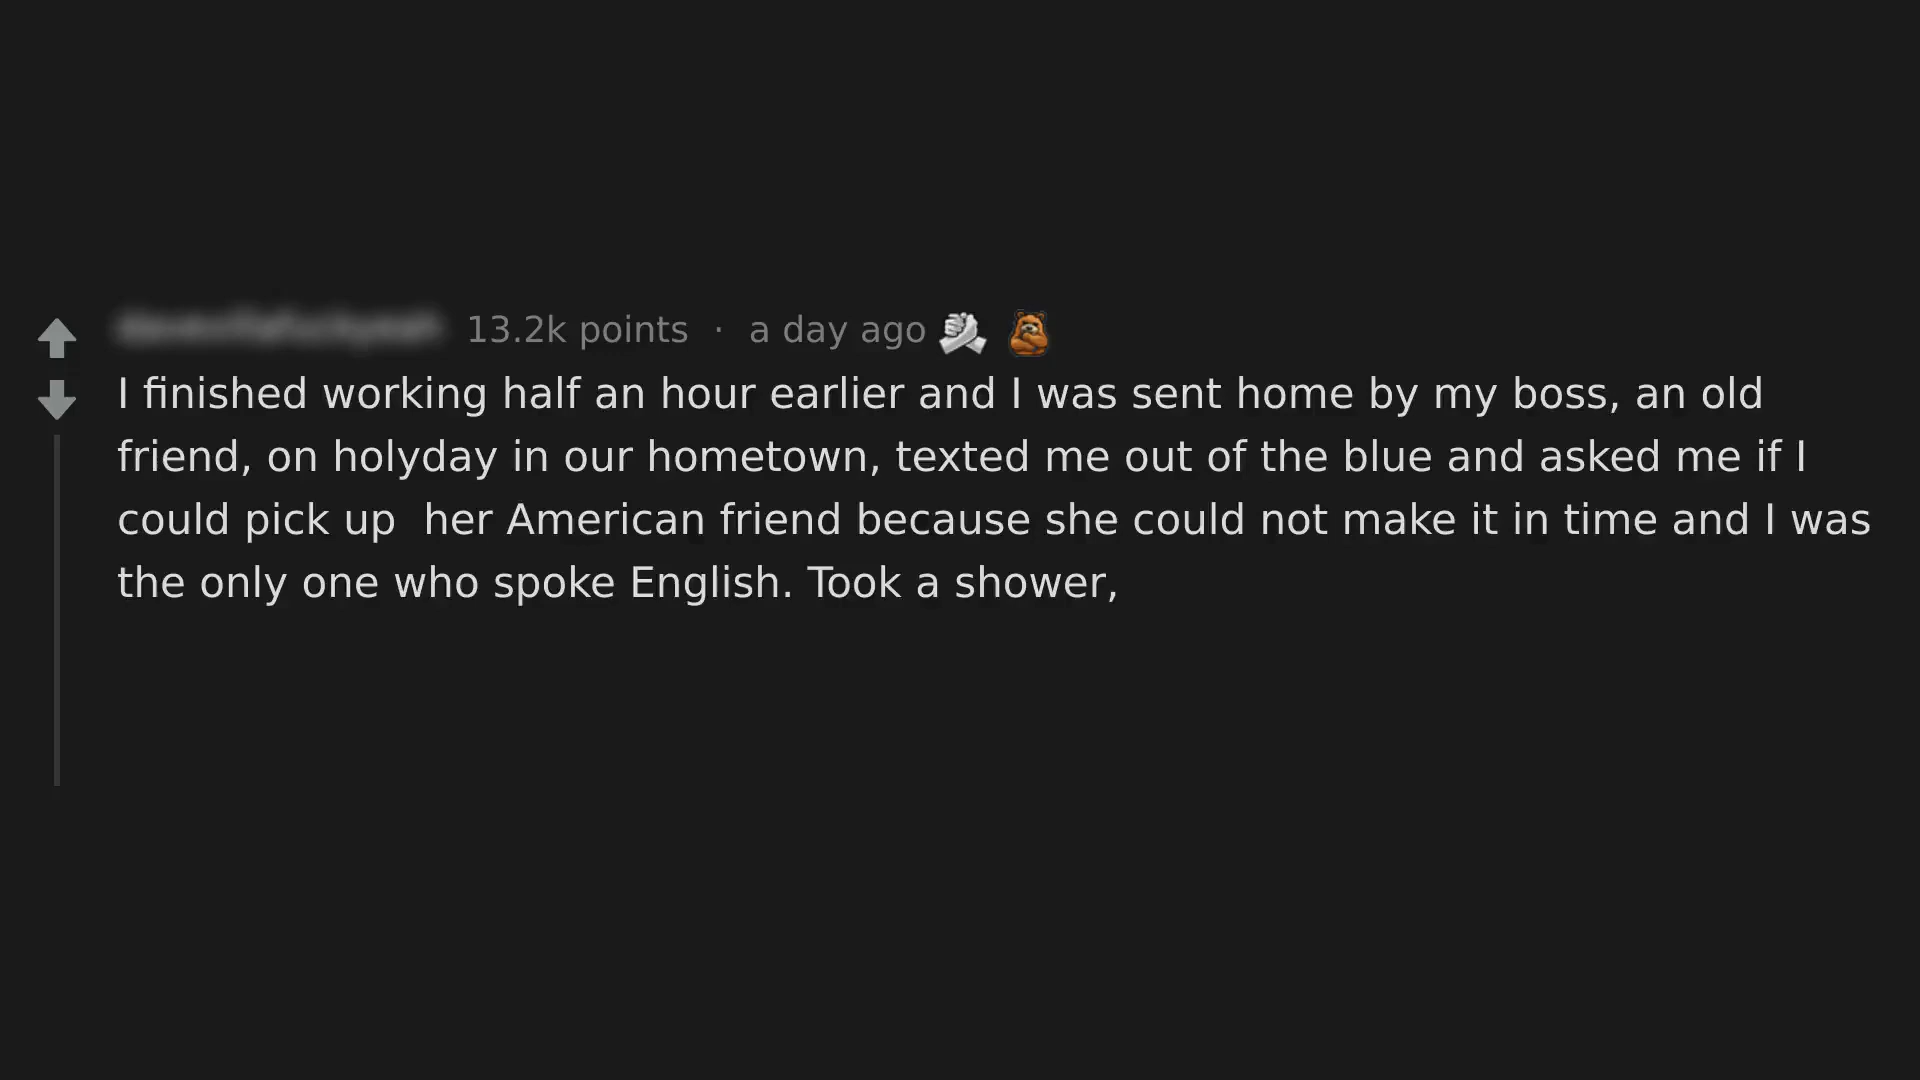 13.2k points · a day ago
I finished working half an hour earlier and I was sent home by my boss, an old
friend, on holyday in our hometown, texted me out of the blue and asked me if I
could pick up  her American friend because she could not make it in time and I was
the only one who spoke English. Took a shower,